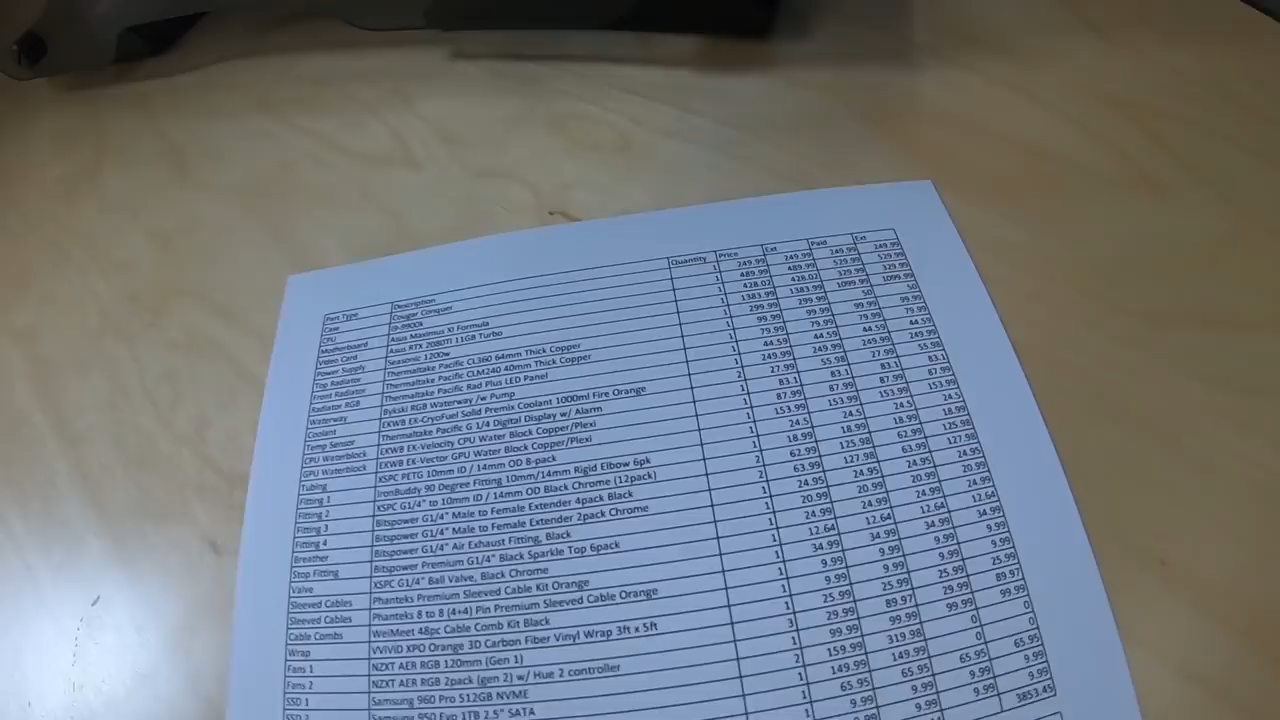 Part Type Description Quantity Price Ext Paid Ext
Case Cougar Conquer 1 249.99 249.99 249.99 249.99
CPU i9-9900k 1 489.99 489.99 529.99 529.99
Motherboard Asus Maximus XI Formula 1 428.02 428.02 329.99 329.99
Video Card Asus RTX 2080TI 11GB Turbo 1 1383.99 1383.99 1099.99 1099.99
Power Supply Seasonic 1200w 1 299.99 299.99 50 50
Top Radiator Thermaltake Pacific CL360 64mm Thick Copper 1 99.99 99.99 99.99 99.99
Front Radiator Thermaltake Pacific CLM240 40mm Thick Copper 1 79.99 79.99 79.99 79.99
Radiator RGB Thermaltake Pacific Rad Plus LED Panel 1 44.59 44.59 44.59 44.59
Waterway Bykski RGB Waterway /w Pump 1 249.99 249.99 249.99 249.99
Coolant EKWB EK-CryoFuel Solid Premix Coolant 1000ml Fire Orange 2 27.99 55.98 27.99 55.98
Temp Sensor Thermaltake Pacific G 1/4 Digital Display w/ Alarm 1 83.1 83.1 83.1 83.1
CPU Waterblock EKWB EK-Velocity CPU Water Block Copper/Plexi 1 87.99 87.99 87.99 87.99
GPU Waterblock EKWB EK-Vector GPU Water Block Copper/Plexi 1 153.99 153.99 153.99 153.99
Tubing XSPC PETG 10mm ID / 14mm OD 8-pack 1 24.5 24.5 24.5 24.5
Fitting 1 IronBuddy 90 Degree Fitting 10mm/14mm Rigid Elbow 6pk 1 18.99 18.99 18.99 18.99
Fitting 2 XSPC G1/4" to 10mm ID / 14mm OD Black Chrome (12pack) 2 62.99 125.98 62.99 125.98
Fitting 3 Bitspower G1/4" Male to Female Extender 4pack Black 2 63.99 127.98 63.99 127.98
Fitting 4 Bitspower G1/4" Male to Female Extender 2pack Chrome 1 24.95 24.95 24.95 24.95
Breather Bitspower G1/4" Air Exhaust Fitting, Black 1 20.99 20.99 20.99 20.99
Stop Fitting Bitspower Premium G1/4" Black Sparkle Top 6pack 1 24.99 24.99 24.99 24.99
Valve XSPC G1/4" Ball Valve, Black Chrome 1 12.64 12.64 12.64 12.64
Sleeved Cables Phanteks Premium Sleeved Cable Kit Orange 1 34.99 34.99 34.99 34.99
Sleeved Cables Phanteks 8 to 8 (4+4) Pin Premium Sleeved Cable Orange 1 9.99 9.99 9.99 9.99
Cable Combs WeiMeet 48pc Cable Comb Kit Black 1 9.99 9.99 9.99 9.99
Wrap VViViD XPO Orange 3D Carbon Fiber Vinyl Wrap 3ft x 5ft 1 25.99 25.99 25.99 25.99
Fans 1 NZXT AER RGB 120mm (Gen 1) 3 29.99 89.97 29.99 89.97
Fans 2 NZXT AER RGB 2pack (gen 2) w/ Hue 2 controller 1 99.99 99.99 99.99 99.99
SSD 1 Samsung 960 Pro 512GB NVME 2 159.99 319.98 0 0
SSD 2 Samsung 950 Evo 1TB 2.5" SATA 1 149.99 149.99 0 0
1 65.95 65.95 65.95 65.95
1 9.99 9.99 9.99 9.99
9.99 9.99 9.99 9.99
3853.45